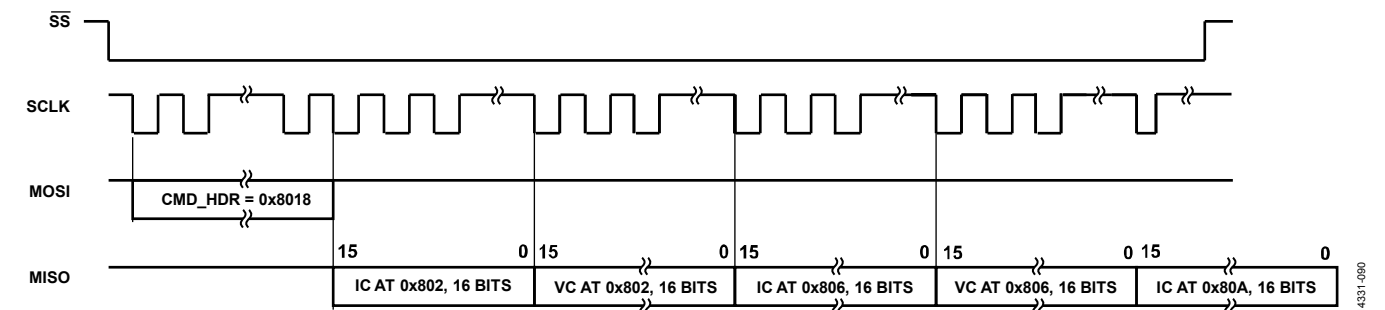 SS
SCLK
MOSI
CMD_HDR = 0x8018
15 0 15 0 15 0 15 0 15 0
MISO
IC AT 0x802, 16 BITS VC AT 0x802, 16 BITS IC AT 0x806, 16 BITS VC AT 0x806, 16 BITS IC AT 0x80A, 16 BITS
4331-090